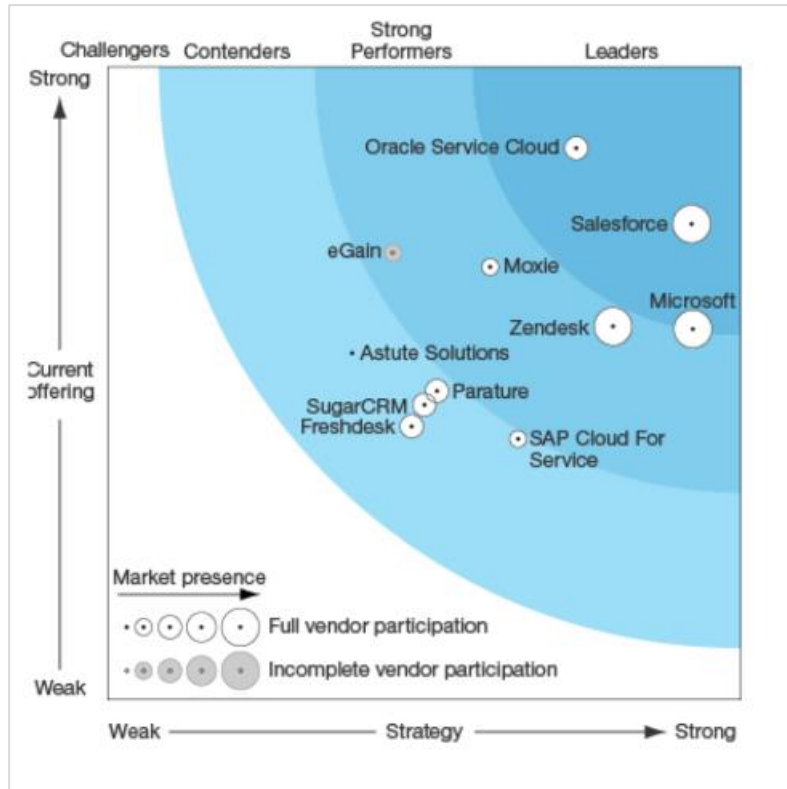 Strong
Challengers Contenders Performers Leaders
Strong
Oracle Service Cloud
Salesforce
eGain
Moxie
Microsoft
Zendesk
Astute Solutions
Current
offering
Parature
SugarCRM
Freshdesk
SAP Cloud For
Service
Market presence
Full vendor participation
Incomplete vendor participation
Weak
Weak Strategy Strong